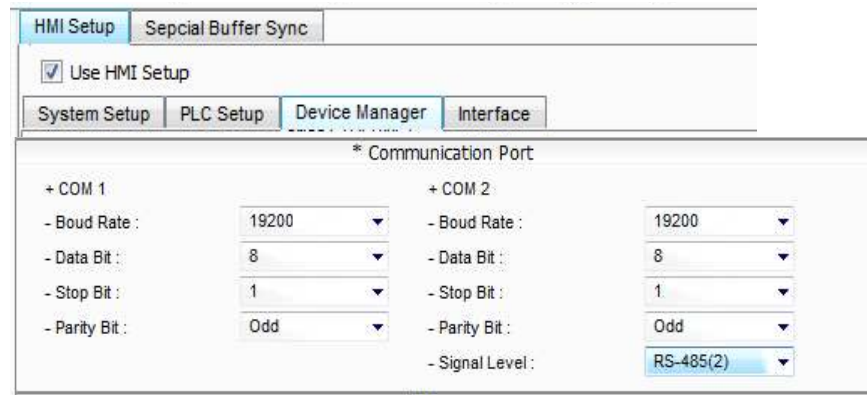 HMI Setup Sepcial Buffer Sync
Use HMI Setup
System Setup PLC Setup Device Manager Interface
* Communication Port
+ COM 1 + COM 2
- Boud Rate : 19200 - Boud Rate : 19200
- Data Bit : 8 - Data Bit : 8
- Stop Bit : 1 - Stop Bit : 1
- Parity Bit : Odd - Parity Bit : Odd
- Signal Level : RS-485(2)